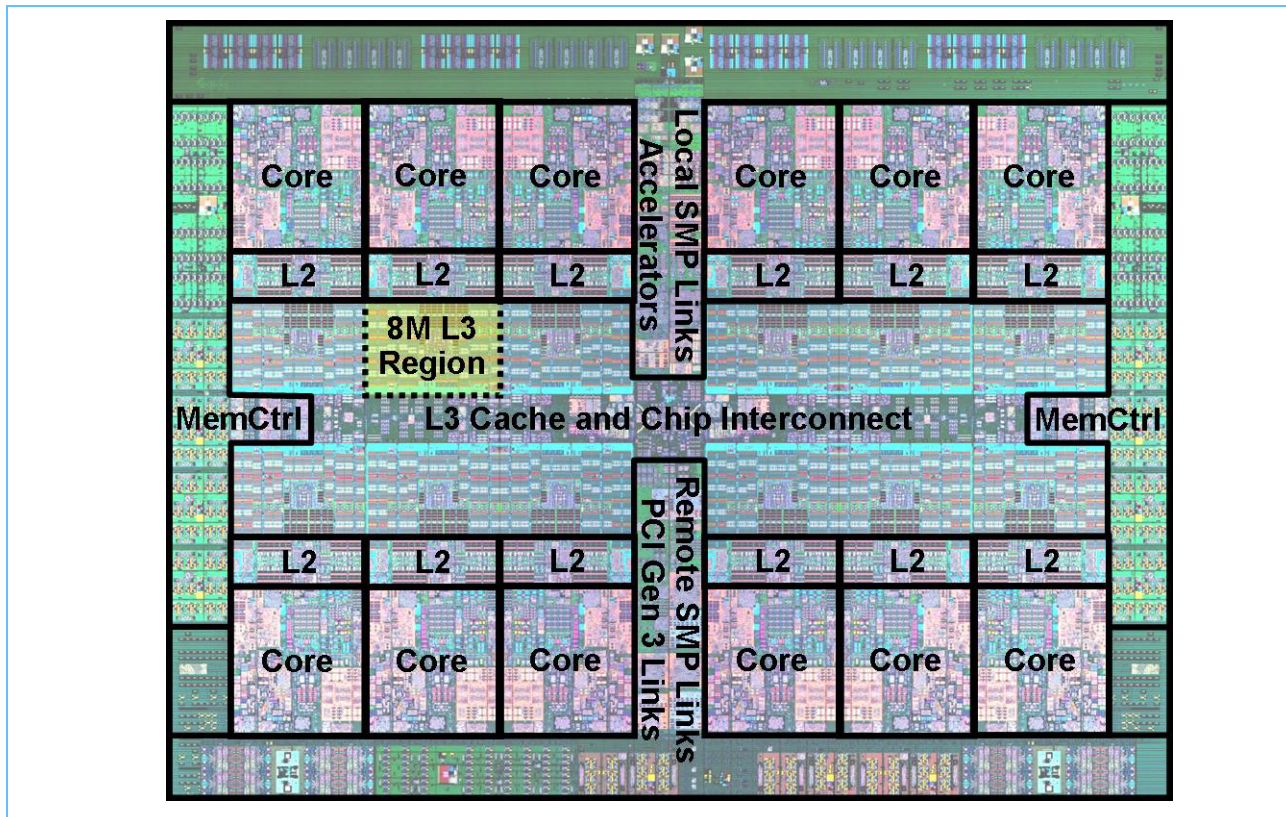 Core
Core
Core
Core
Core
Core
Local SMP Links
Accelerators
L2
L2
L2
L2
L2
L2
8M L3
Region
MemCtrl
L3 Cache and Chip Interconnect
MemCtrl
Remote SMP Links
PCI Gen 3 Links
L2
L2
L2
L2
L2
L2
Core
Core
Core
Core
Core
Core